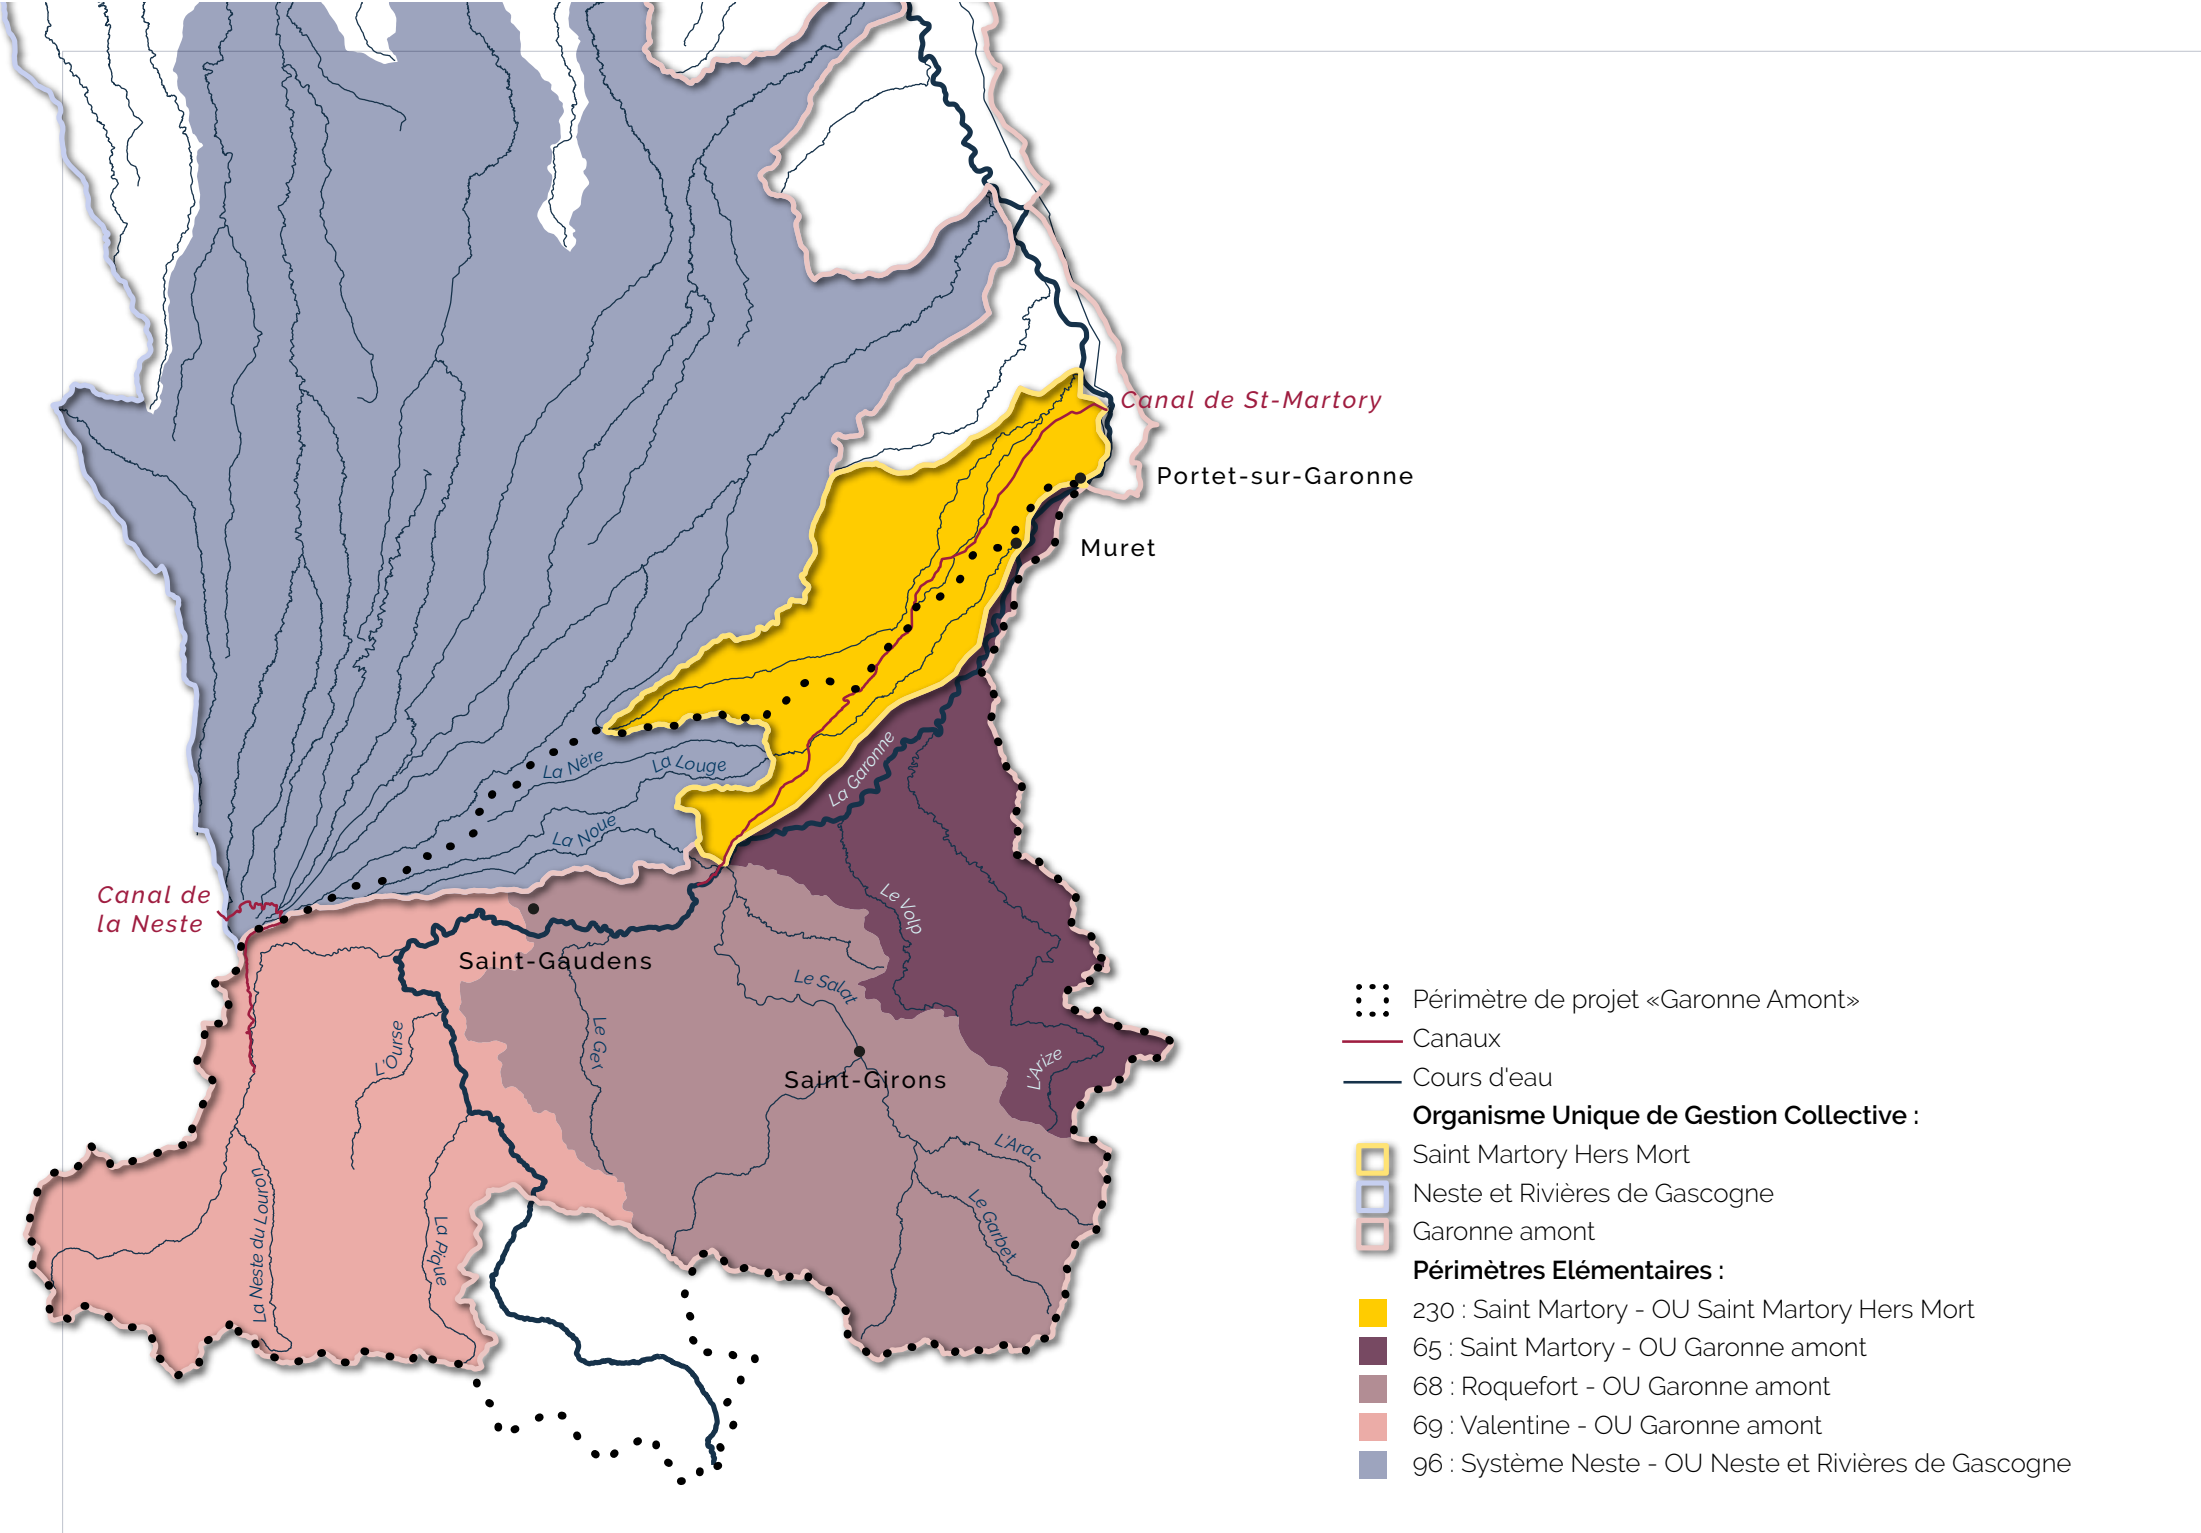 Canal de St-Martory
Portet-sur-Garonne
Muret
La Nère
La Louge
La Garonne
La Noue
Canal de
la Neste
Le Volp
Saint-Gaudens
Le Salat
L'Ourse
Le Ger
L'Arize
Saint-Girons
L'Arac
La Neste du Louron
La Pique
Le Garbet
Périmètre de projet «Garonne Amont»
Canaux
Cours d'eau
Organisme Unique de Gestion Collective :
Saint Martory Hers Mort
Neste et Rivières de Gascogne
Garonne amont
Périmètres Elémentaires :
230 : Saint Martory - OU Saint Martory Hers Mort
65 : Saint Martory - OU Garonne amont
68 : Roquefort - OU Garonne amont
69 : Valentine - OU Garonne amont
96 : Système Neste - OU Neste et Rivières de Gascogne